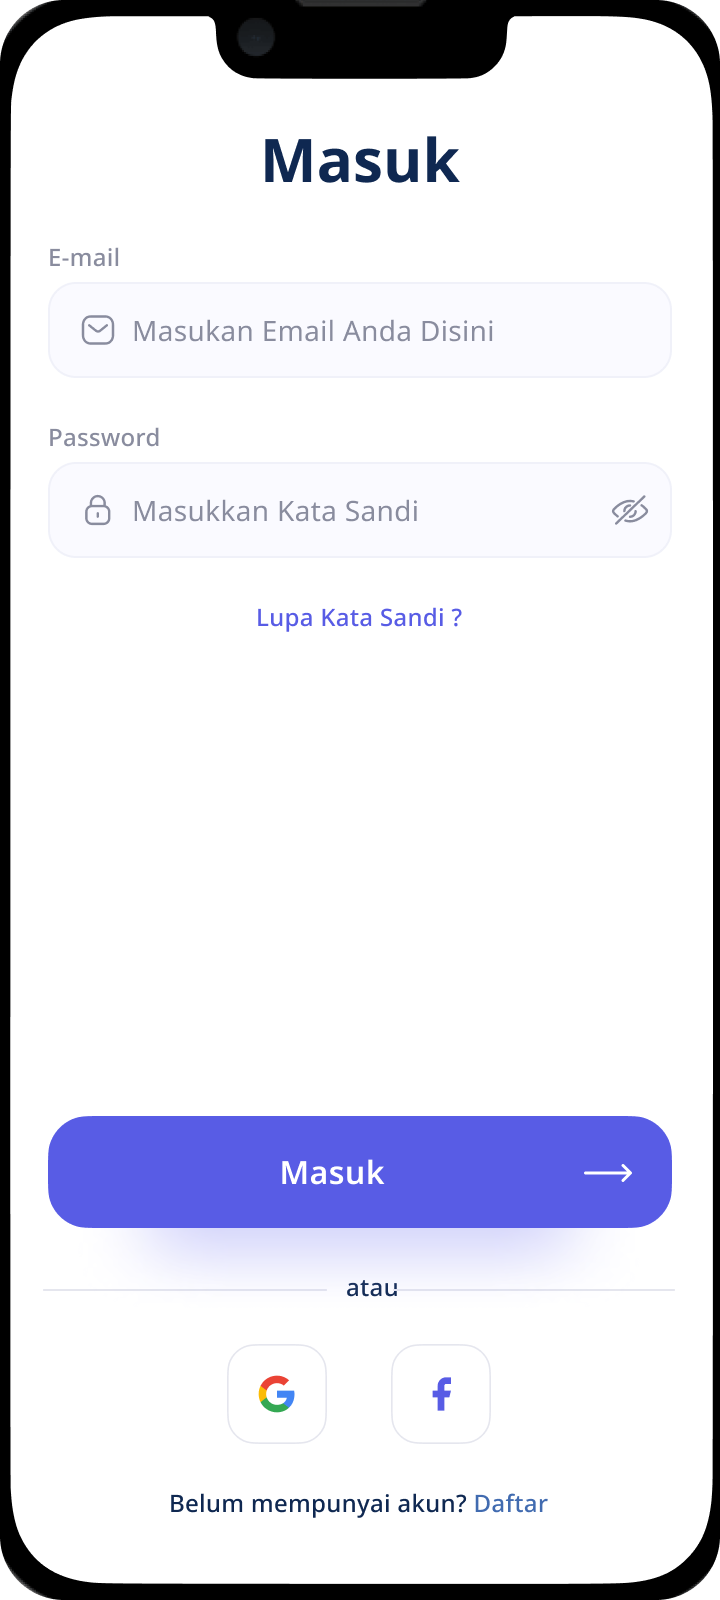 Masuk
E-mail
Masukan Email Anda Disini
Password
Masukkan Kata Sandi
Lupa Kata Sandi ?
Masuk
atau
Belum mempunyai akun? Daftar